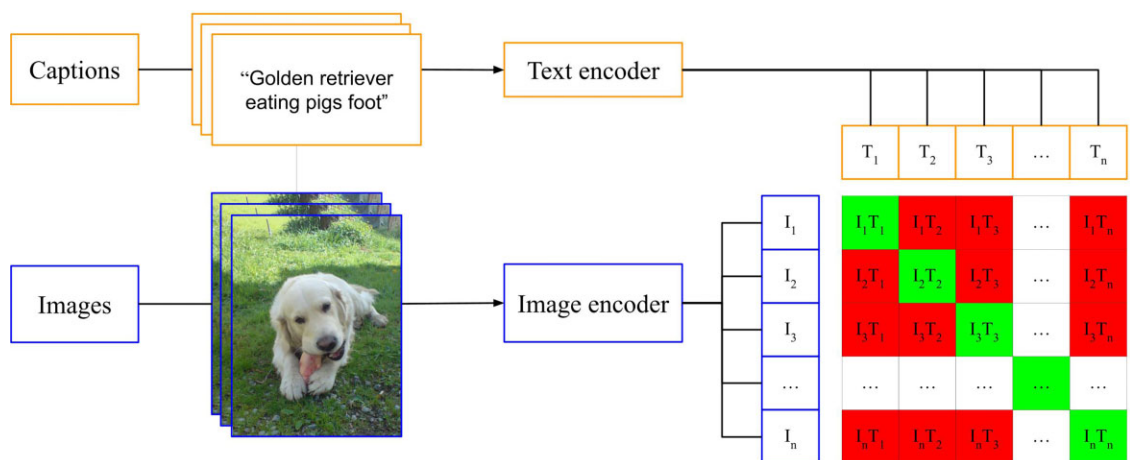 Captions
“Golden retriever
eating pigs foot”
Text encoder
T₁ T₂ T₃ … Tₙ
Images
Image encoder
I₁ I₁T₁ I₁T₂ I₁T₃ … I₁Tₙ
I₂ I₂T₁ I₂T₂ I₂T₃ … I₂Tₙ
I₃ I₃T₁ I₃T₂ I₃T₃ … I₃Tₙ
… … … … … …
Iₙ IₙT₁ IₙT₂ IₙT₃ … IₙTₙ